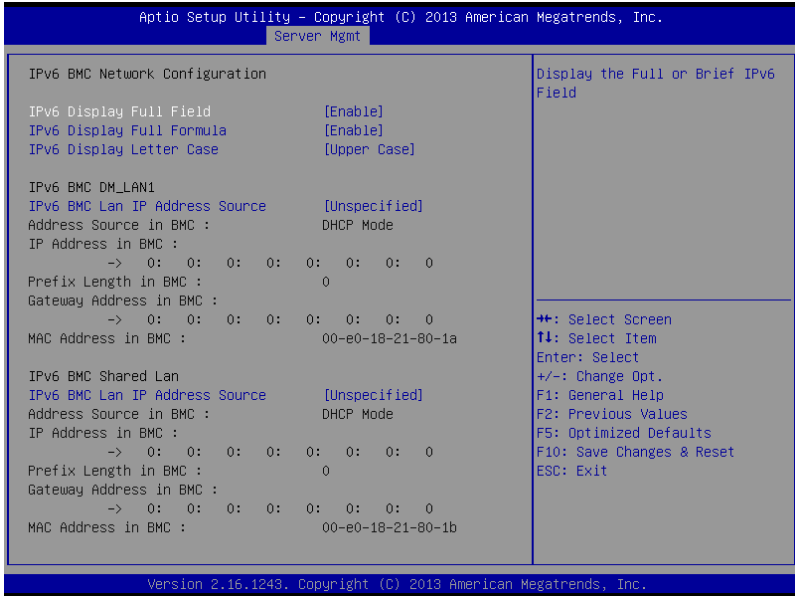 Aptio Setup Utility – Copyright (C) 2013 American Megatrends, Inc.
Server Mgmt
IPv6 BMC Network Configuration
IPv6 Display Full Field [Enable]
IPv6 Display Full Formula [Enable]
IPv6 Display Letter Case [Upper Case]
IPv6 BMC DM_LAN1
IPv6 BMC Lan IP Address Source [Unspecified]
Address Source in BMC : DHCP Mode
IP Address in BMC :
-> 0: 0: 0: 0: 0: 0: 0: 0
Prefix Length in BMC : 0
Gateway Address in BMC :
-> 0: 0: 0: 0: 0: 0: 0: 0
MAC Address in BMC : 00-e0-18-21-80-1a
IPv6 BMC Shared Lan
IPv6 BMC Lan IP Address Source [Unspecified]
Address Source in BMC : DHCP Mode
IP Address in BMC :
-> 0: 0: 0: 0: 0: 0: 0: 0
Prefix Length in BMC : 0
Gateway Address in BMC :
-> 0: 0: 0: 0: 0: 0: 0: 0
MAC Address in BMC : 00-e0-18-21-80-1b
Display the Full or Brief IPv6
Field
→←: Select Screen
↑↓: Select Item
Enter: Select
+/-: Change Opt.
F1: General Help
F2: Previous Values
F5: Optimized Defaults
F10: Save Changes & Reset
ESC: Exit
Version 2.16.1243. Copyright (C) 2013 American Megatrends, Inc.